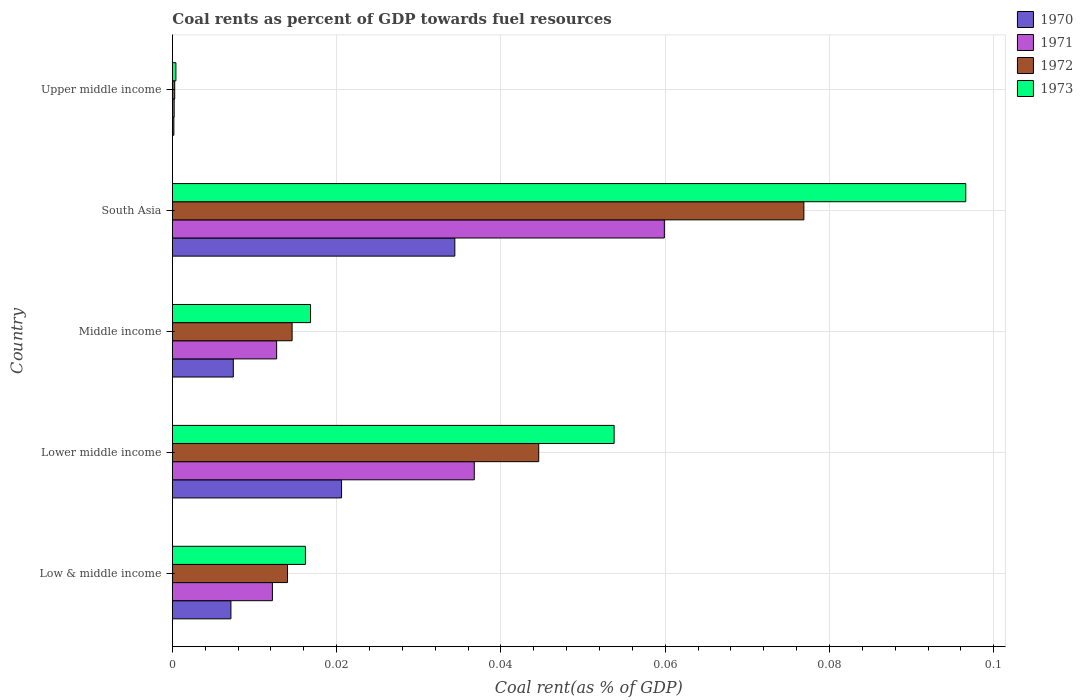 Coal rents as percent of GDP towards fuel resources
1970
1971
1972
1973
Upper middle income
South Asia
Middle income
Lower middle income
Low & middle income
Country
0
0.02
0.04
0.06
0.08
0.1
Coal rent(as % of GDP)